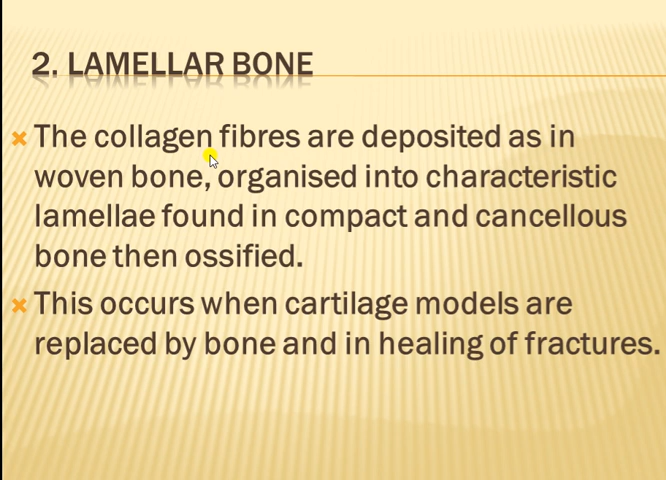 2. LAMELLAR BONE
The collagen fibres are deposited as in
woven bone, organised into characteristic
lamellae found in compact and cancellous
bone then ossified.
This occurs when cartilage models are
replaced by bone and in healing of fractures.